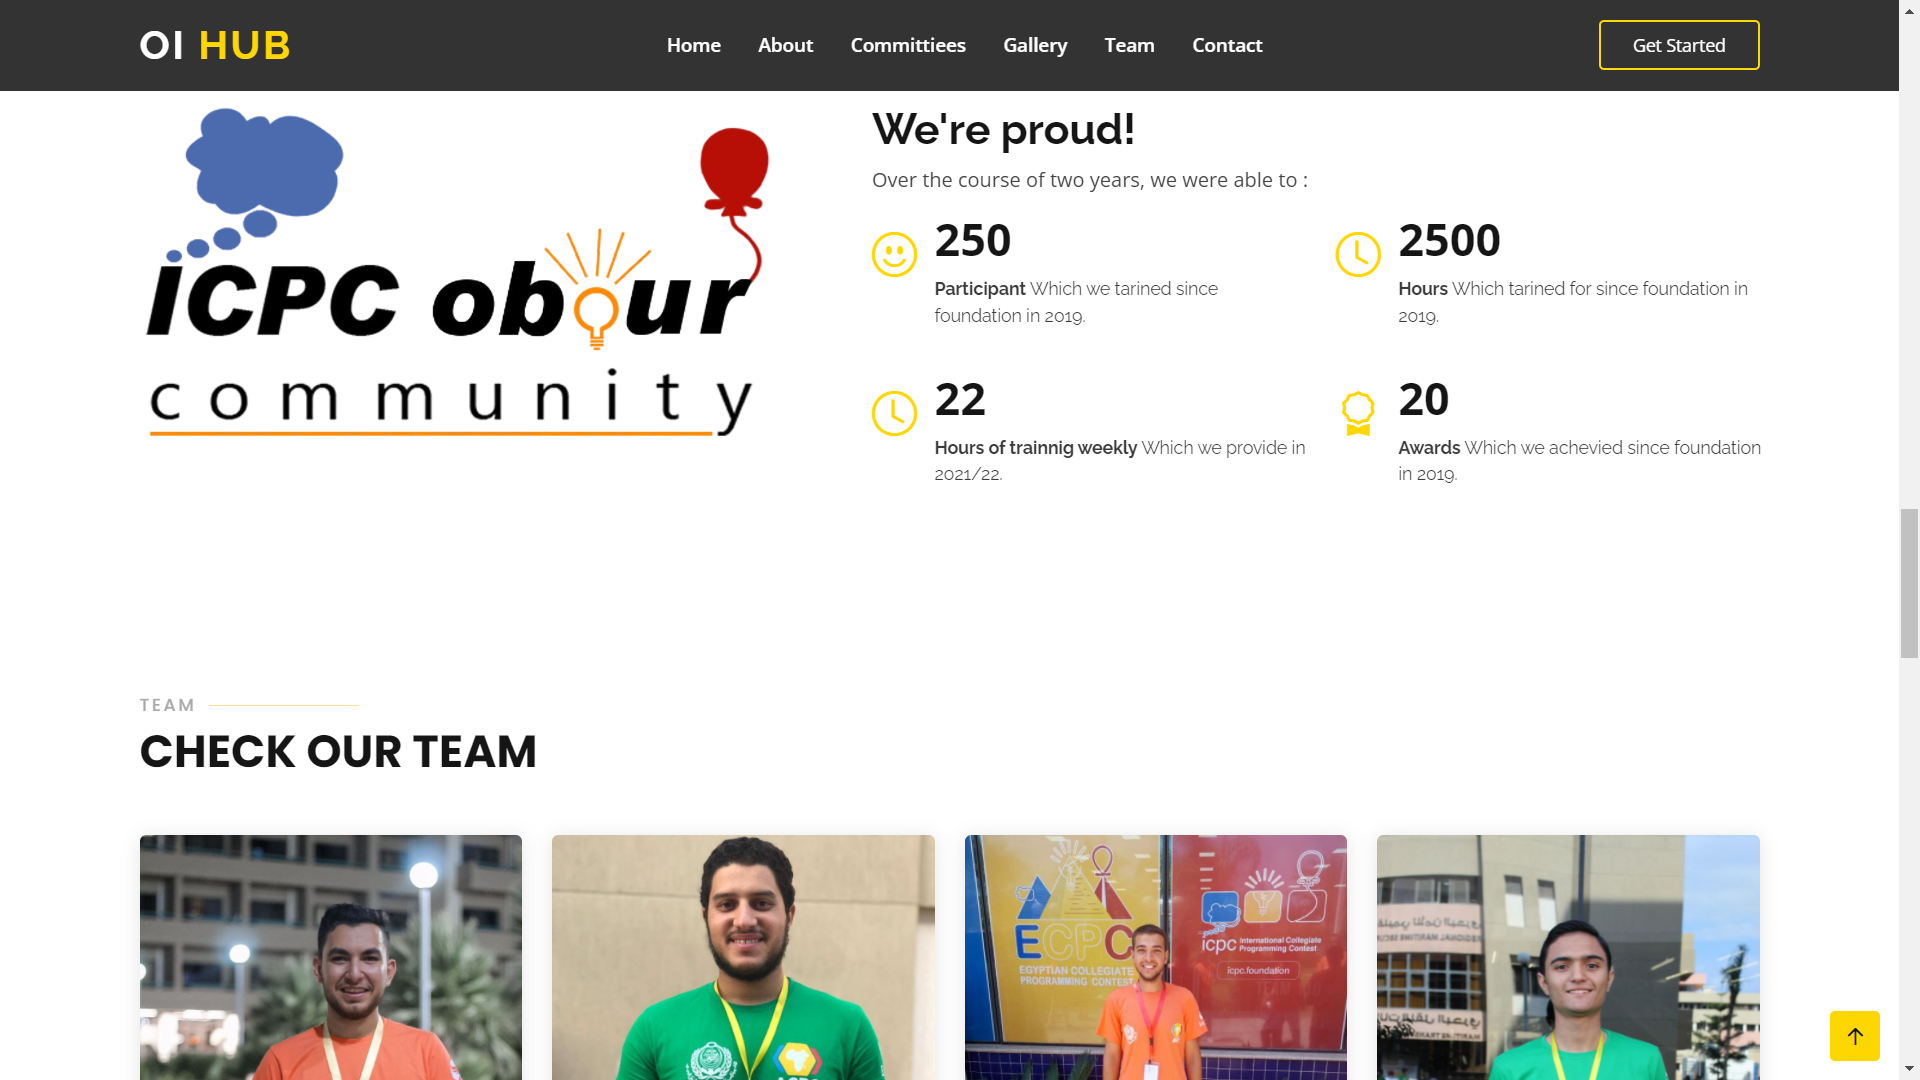 OI HUB
Home
About
Committiees
Gallery
Team
Contact
Get Started
ICPC obour
community
We're proud!
Over the course of two years, we were able to :
250
Participant Which we tarined since
foundation in 2019.
2500
Hours Which tarined for since foundation in
2019.
22
Hours of trainnig weekly Which we provide in
2021/22.
20
Awards Which we achevied since foundation
in 2019.
TEAM
CHECK OUR TEAM
ECPC
EGYPTIAN COLLEGIATE
PROGRAMMING CONTEST
icpc International Collegiate
Programming Contest
icpc.foundation